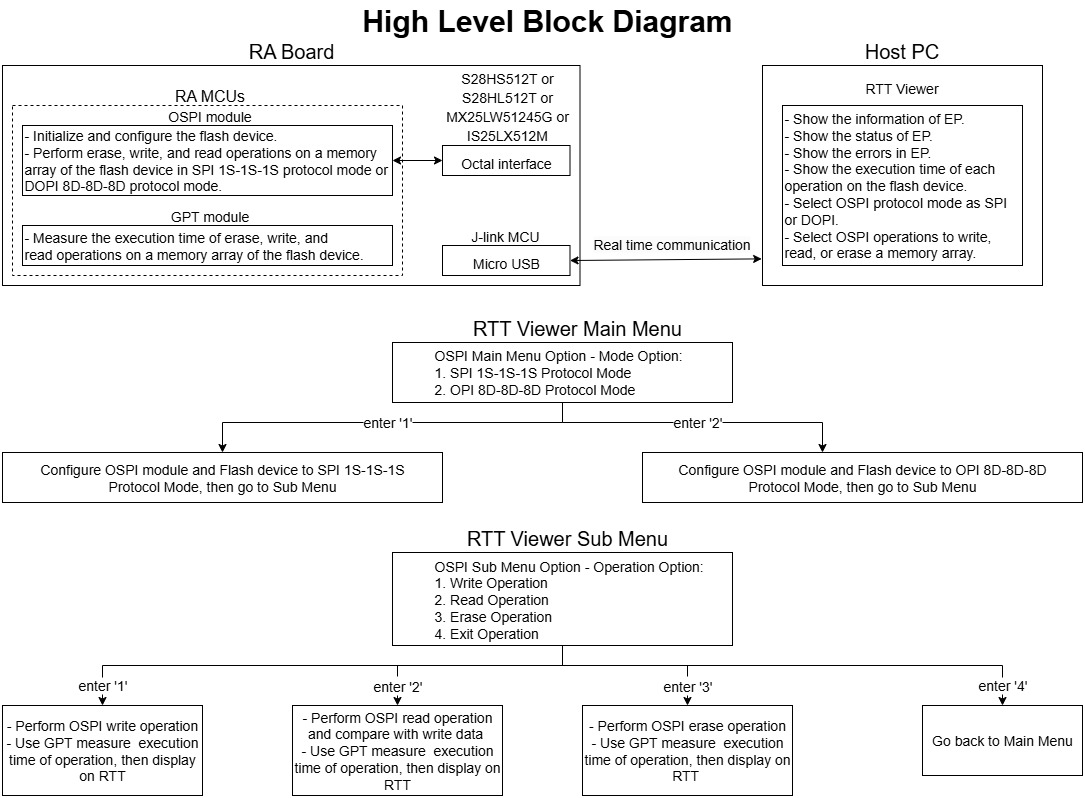 High Level Block Diagram
RA Board
RA MCUs
OSPI module
- Initialize and configure the flash device.
- Perform erase, write, and read operations on a memory
array of the flash device in SPI 1S-1S-1S protocol mode or
DOPI 8D-8D-8D protocol mode.
GPT module
- Measure the execution time of erase, write, and
read operations on a memory array of the flash device.
S28HS512T or
S28HL512T or
MX25LW51245G or
IS25LX512M
Octal interface
J-link MCU
Micro USB
Real time communication
Host PC
RTT Viewer
- Show the information of EP.
- Show the status of EP.
- Show the errors in EP.
- Show the execution time of each
operation on the flash device.
- Select OSPI protocol mode as SPI
or DOPI.
- Select OSPI operations to write,
read, or erase a memory array.
RTT Viewer Main Menu
OSPI Main Menu Option - Mode Option:
1. SPI 1S-1S-1S Protocol Mode
2. OPI 8D-8D-8D Protocol Mode
enter '1'
enter '2'
Configure OSPI module and Flash device to SPI 1S-1S-1S
Protocol Mode, then go to Sub Menu
Configure OSPI module and Flash device to OPI 8D-8D-8D
Protocol Mode, then go to Sub Menu
RTT Viewer Sub Menu
OSPI Sub Menu Option - Operation Option:
1. Write Operation
2. Read Operation
3. Erase Operation
4. Exit Operation
enter '1'
enter '2'
enter '3'
enter '4'
- Perform OSPI write operation
- Use GPT measure  execution
time of operation, then display
on RTT
- Perform OSPI read operation
and compare with write data
- Use GPT measure  execution
time of operation, then display on
RTT
- Perform OSPI erase operation
- Use GPT measure  execution
time of operation, then display on
RTT
Go back to Main Menu